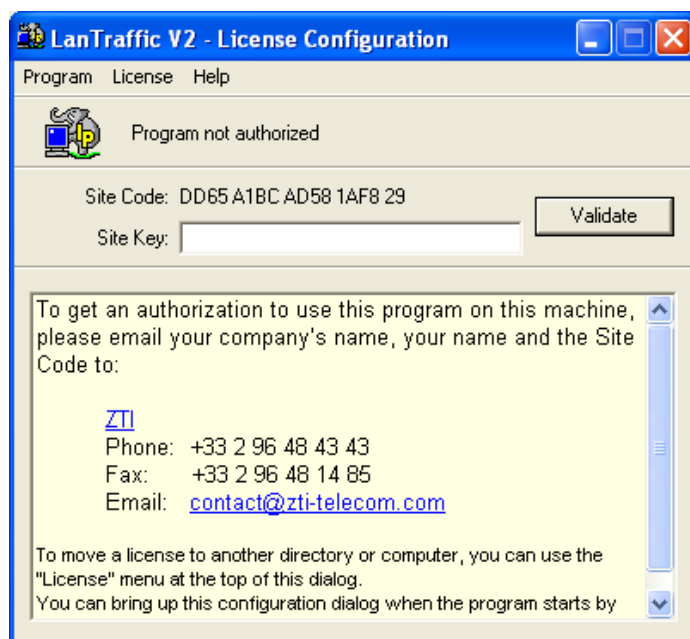 LanTraffic V2 - License Configuration
Program License Help
Program not authorized
Site Code: DD65 A1BC AD58 1AF8 29
Validate
Site Key:
To get an authorization to use this program on this machine,
please email your company's name, your name and the Site
Code to:
ZTI
Phone: +33 2 96 48 43 43
Fax: +33 2 96 48 14 85
Email: contact@zti-telecom.com
To move a license to another directory or computer, you can use the
"License" menu at the top of this dialog.
You can bring up this configuration dialog when the program starts by